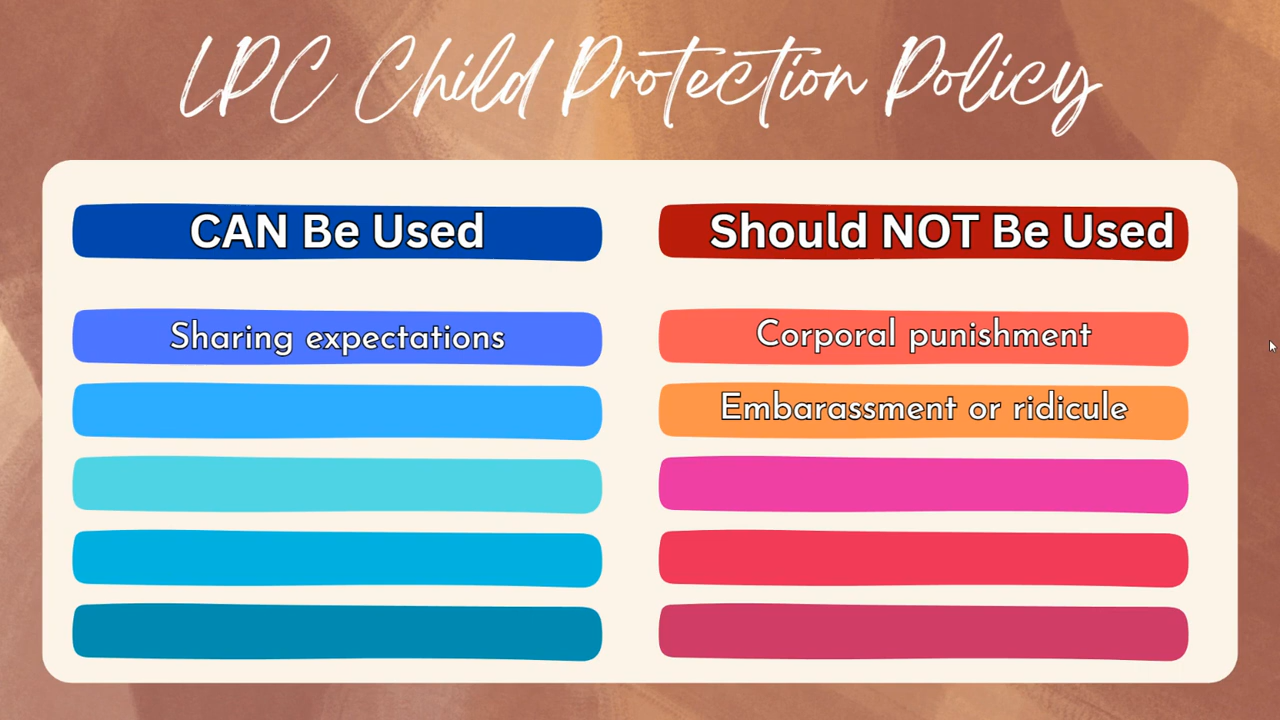 LPC Child Protection Policy
CAN Be Used
Should NOT Be Used
Sharing expectations
Corporal punishment
Embarassment or ridicule